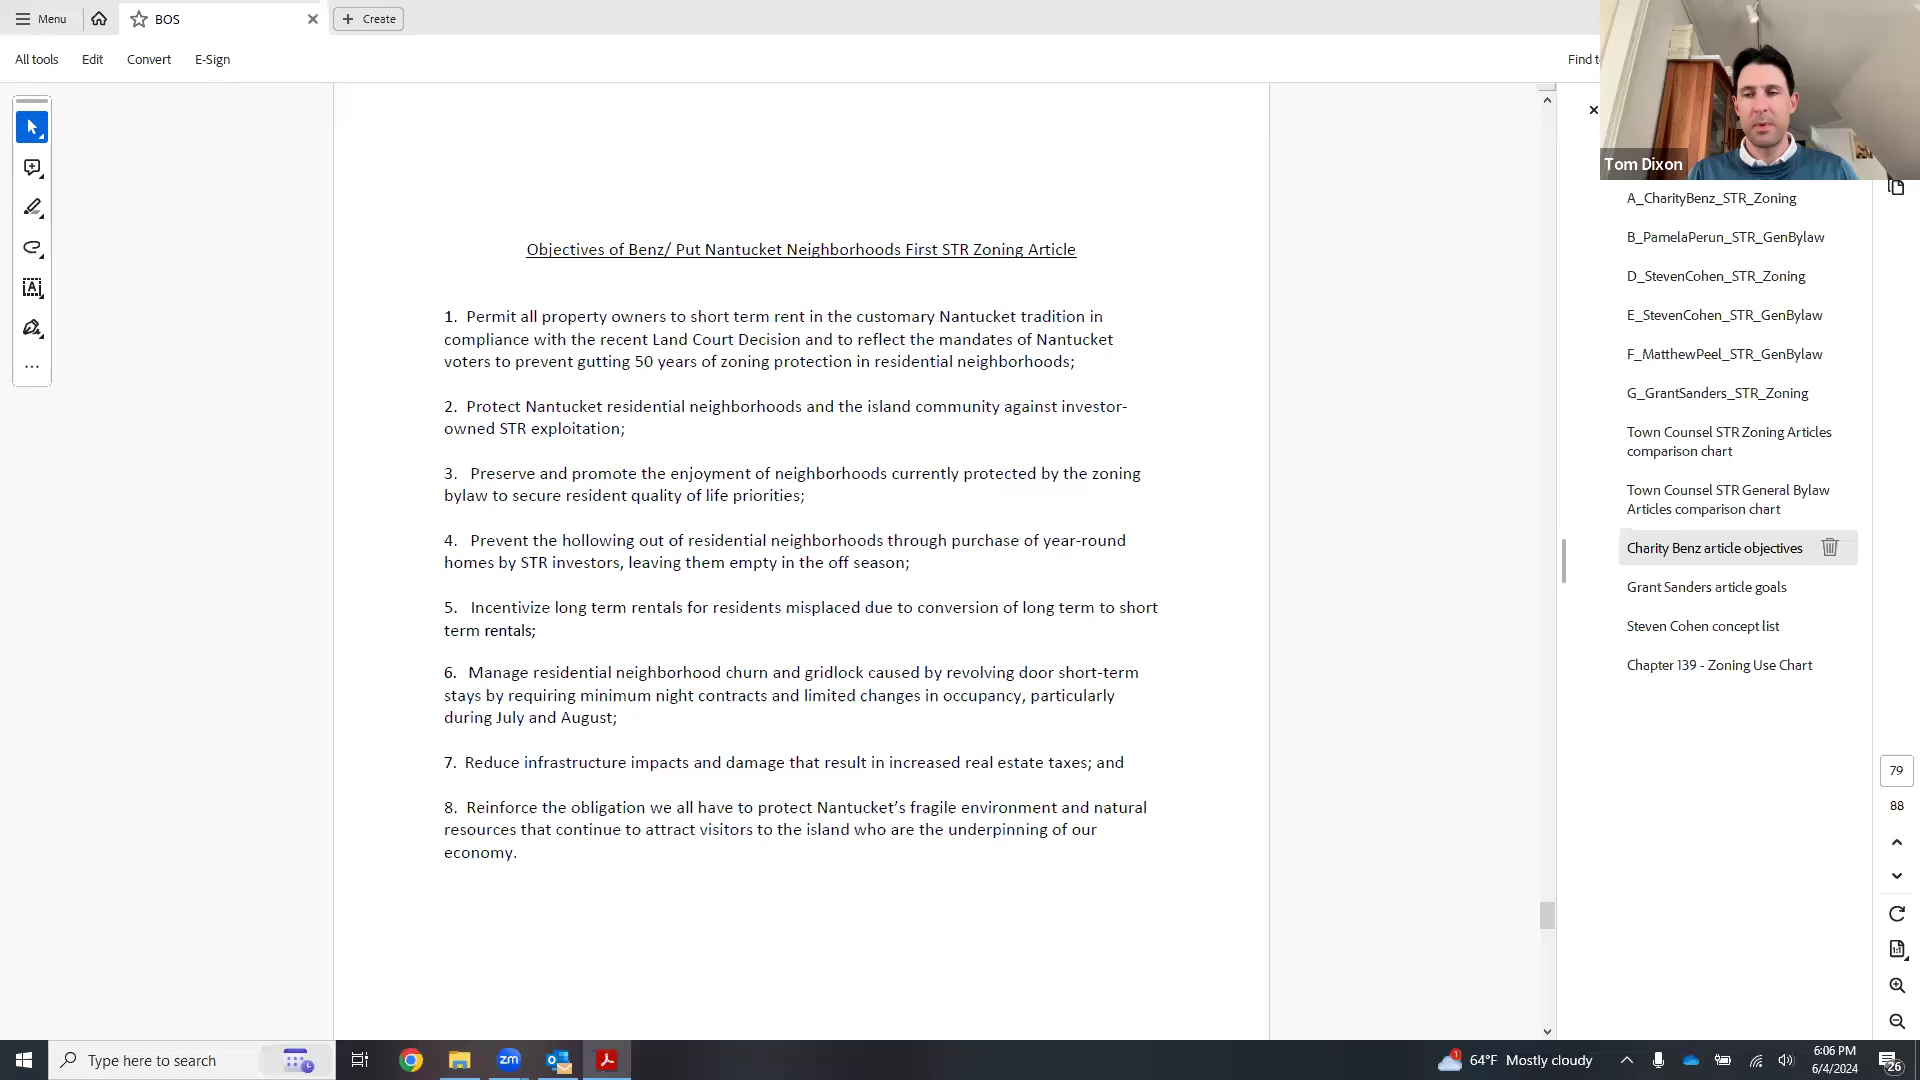 Menu
BOS
Create
All tools
Edit
Convert
E-Sign
Find t
Tom Dixon
Objectives of Benz/ Put Nantucket Neighborhoods First STR Zoning Article
1. Permit all property owners to short term rent in the customary Nantucket tradition in
compliance with the recent Land Court Decision and to reflect the mandates of Nantucket
voters to prevent gutting 50 years of zoning protection in residential neighborhoods;
2. Protect Nantucket residential neighborhoods and the island community against investor-
owned STR exploitation;
3. Preserve and promote the enjoyment of neighborhoods currently protected by the zoning
bylaw to secure resident quality of life priorities;
4. Prevent the hollowing out of residential neighborhoods through purchase of year-round
homes by STR investors, leaving them empty in the off season;
5. Incentivize long term rentals for residents misplaced due to conversion of long term to short
term rentals;
6. Manage residential neighborhood churn and gridlock caused by revolving door short-term
stays by requiring minimum night contracts and limited changes in occupancy, particularly
during July and August;
7. Reduce infrastructure impacts and damage that result in increased real estate taxes; and
8. Reinforce the obligation we all have to protect Nantucket’s fragile environment and natural
resources that continue to attract visitors to the island who are the underpinning of our
economy.
A_CharityBenz_STR_Zoning
B_PamelaPerun_STR_GenBylaw
D_StevenCohen_STR_Zoning
E_StevenCohen_STR_GenBylaw
F_MatthewPeel_STR_GenBylaw
G_GrantSanders_STR_Zoning
Town Counsel STR Zoning Articles
comparison chart
Town Counsel STR General Bylaw
Articles comparison chart
Charity Benz article objectives
Grant Sanders article goals
Steven Cohen concept list
Chapter 139 - Zoning Use Chart
79
88
Type here to search
zm
1
64°F Mostly cloudy
6:06 PM
6/4/2024
26